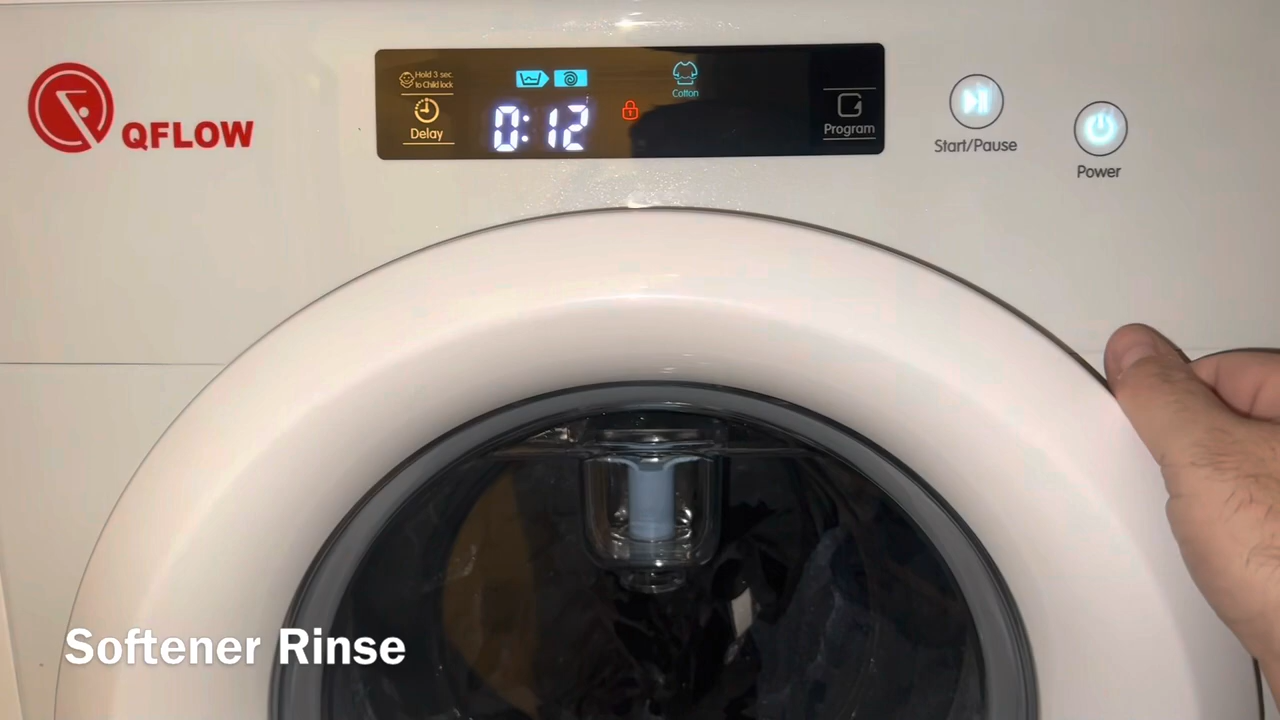 QFLOW
Hold 3 sec.
to Child lock
Delay
0:12
Cotton
Program
Start/Pause
Power
Softener Rinse